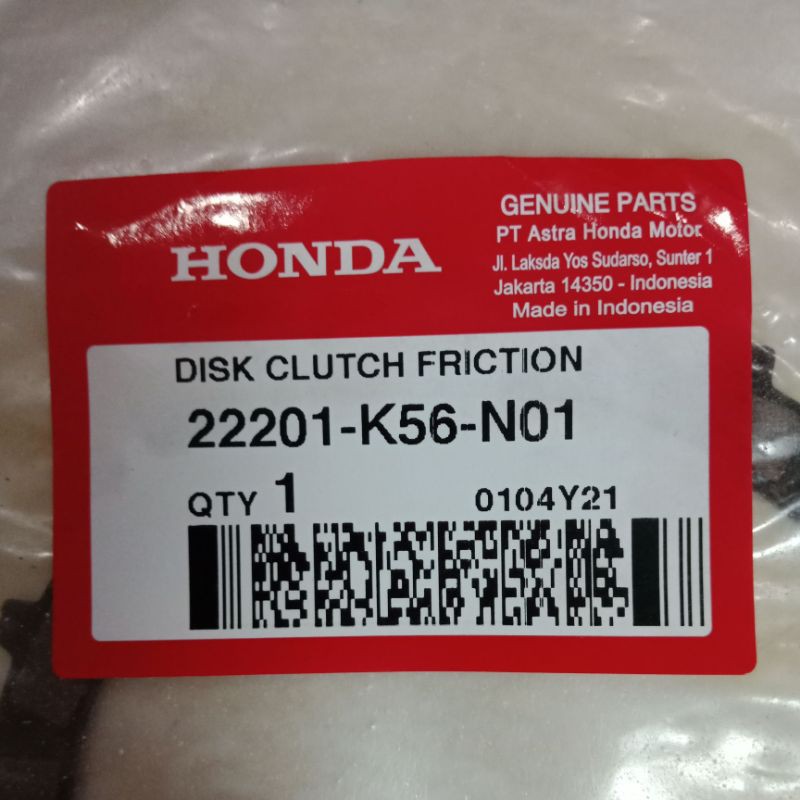 HONDA
GENUINE PARTS
PT Astra Honda Motor
Jl. Laksda Yos Sudarso, Sunter 1
Jakarta 14350 - Indonesia
Made in Indonesia
DISK CLUTCH FRICTION
22201-K56-N01
QTY 1 0104Y21